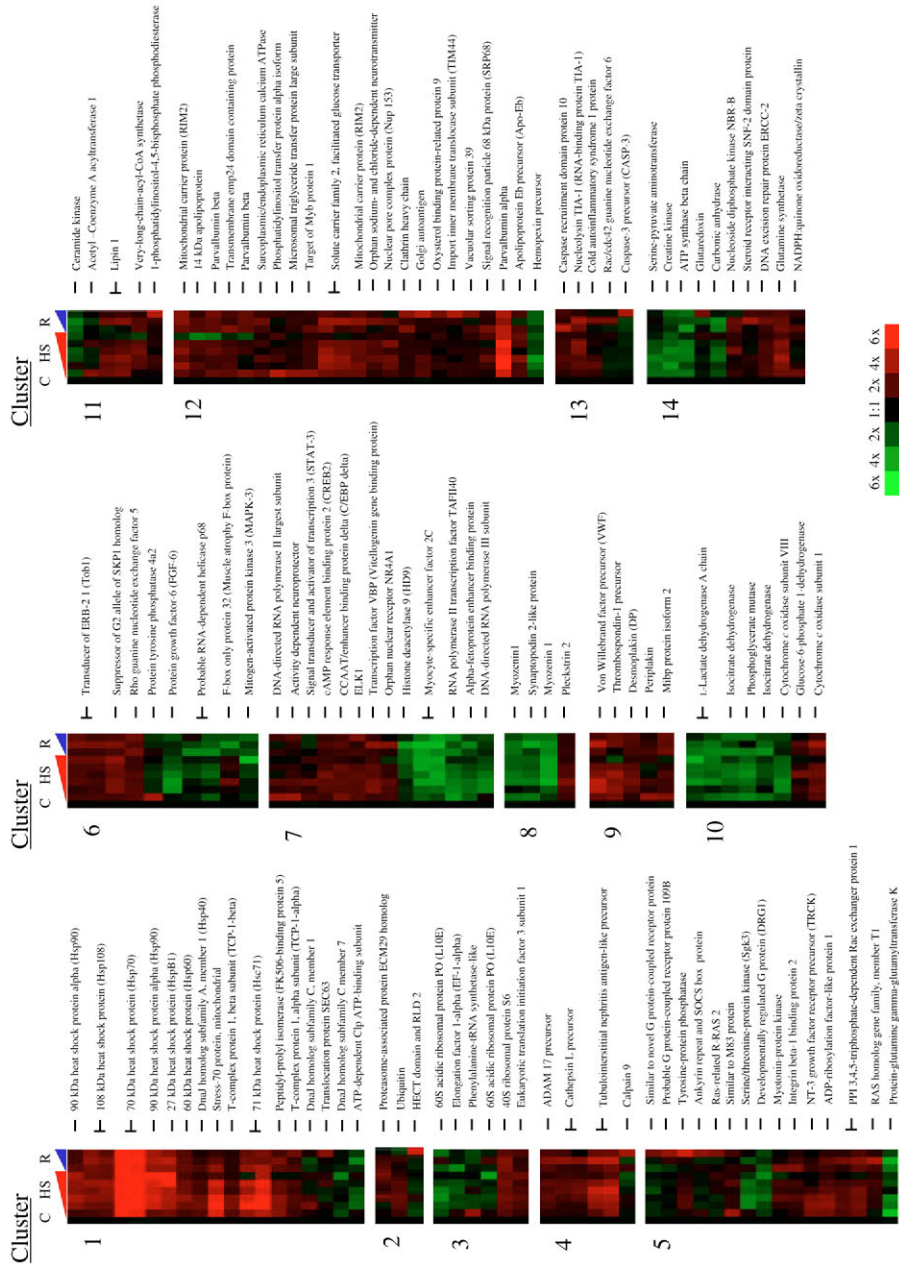 Cluster
C HS R
1
90 kDa heat shock protein alpha (Hsp90)
108 kDa heat shock protein (Hsp108)
70 kDa heat shock protein (Hsp70)
90 kDa heat shock protein alpha (Hsp90)
27 kDa heat shock protein (HspB1)
60 kDa heat shock protein (Hsp60)
DnaJ homolog subfamily A, member 1 (Hsp40)
Stress-70 protein, mitochondrial
T-complex protein 1, beta subunit (TCP-1-beta)
71 kDa heat shock protein (Hsc71)
Peptidyl-prolyl isomerase (FK506-binding protein 5)
T-complex protein 1, alpha subunit (TCP-1-alpha)
DnaJ homolog subfamily C, member 1
Translocation protein SEC63
DnaJ homolog subfamily C member 7
ATP-dependent Clp ATP-binding subunit
2
Proteasome-associated protein ECM29 homolog
Ubiquitin
HECT domain and RLD 2
3
60S acidic ribosomal protein PO (L10E)
Elongation factor 1-alpha (EF-1-alpha)
Phenylalanine-tRNA synthetase-like
60S acidic ribosomal protein PO (L10E)
40S ribosomal protein S6
Eukaryotic translation initiation factor 3 subunit 1
4
ADAM 17 precursor
Cathepsin L precursor
Tubulointerstitial nephritis antigen-like precursor
Calpain 9
5
Similar to novel G protein-coupled receptor protein
Probable G protein-coupled receptor protein 109B
Tyrosine-protein phosphatase
Ankyrin repeat and SOCS box protein
Ras-related R-RAS 2
Similar to M83 protein
Serine/threonine-protein kinase (Sgk3)
Developmentally regulated G protein (DRG1)
Myotonin-protein kinase
Integrin beta-1 binding protein 2
NT-3 growth factor receptor precursor (TRCK)
ADP-ribosylation factor-like protein 1
PPI 3,4,5-triphosphate-dependent Rac exchanger protein 1
RAS homolog gene family, member T1
Protein-glutamine gamma-glutamyltransferase K
Cluster
C HS R
6
Transducer of ERB-2 1 (Tob1)
Suppressor of G2 allele of SKP1 homolog
Rho guanine nucleotide exchange factor 5
Protein tyrosine phosphatase 4a2
Protein growth factor-6 (FGF-6)
Probable RNA-dependent helicase p68
F-box only protein 32 (Muscle atrophy F-box protein)
Mitogen-activated protein kinase 3 (MAPK-3)
7
DNA-directed RNA polymerase II largest subunit
Activity dependent neuroprotector
Signal transducer and activator of transcription 3 (STAT-3)
cAMP response element binding protein 2 (CREB2)
CCAAT/enhancer binding protein delta (C/EBP delta)
ELK1
Transcription factor VBP (Vitellogenin gene binding protein)
Orphan nuclear receptor NR4A1
Histone deacetylase 9 (HD9)
Myocyte-specific enhancer factor 2C
RNA polymerase II transcription factor TAFII40
Alpha-fetoprotein enhancer binding protein
DNA-directed RNA polymerase III subunit
8
Myozenin1
Synaptopodin 2-like protein
Myozenin 1
Pleckstrin 2
9
Von Willebrand factor precursor (VWF)
Thrombospondin-1 precursor
Desmoplakin (DP)
Periplakin
Mibp protein isoform 2
10
L-Lactate dehydrogenase A chain
Isocitrate dehydrogenase
Phosphoglycerate mutase
Isocitrate dehydrogenase
Cytochrome c oxidase subunit VIII
Glucose-6-phosphate 1-dehydrogenase
Cytochrome c oxidase subunit 1
Cluster
C HS R
11
Ceramide kinase
Acetyl -Coenzyme A acyltransferase 1
Lipin 1
Very-long-chain-acyl-CoA synthetase
1-phosphatidylinositol-4,5-bisphosphate phosphodiesterase
12
Mitochondrial carrier protein (RIM2)
14 kDa apolipoprotein
Parvalbumin beta
Transmembrane emp24 domain containing protein
Parvalbumin beta
Sarcoplasmic/endoplasmic reticulum calcium ATPase
Phosphatidylinositol transfer protein alpha isoform
Microsomal triglyceride transfer protein large subunit
Target of Myb protein 1
Solute carrier family 2, facilitated glucose transporter
Mitochondrial carrier protein (RIM2)
Orphan sodium- and chloride-dependent neurotransmitter
Nuclear pore complex protein (Nup 153)
Clathrin heavy chain
Golgi autoantigen
Oxysterol binding protein-related protein 9
Import inner membrane translocase subunit (TIM44)
Vacuolar sorting protein 39
Signal recognition particle 68 kDa protein (SRP68)
Parvalbumin alpha
Apolipoprotein Eb precursor (Apo-Eb)
Hemopexin precursor
13
Caspase recruitment domain protein 10
Nucleolysin TIA-1 (RNA-binding protein TIA-1)
Cold autoinflammatory syndrome 1 protein
Rac/cdc42 guanine nucleotide exchange factor 6
Caspase-3 precursor (CASP-3)
14
Serine-pyruvate aminotransferase
Creatine kinase
ATP synthase beta chain
Glutaredoxin
Carbonic anhydrase
Nucleoside diphosphate kinase NBR-B
Steroid receptor interacting SNF-2 domain protein
DNA excision repair protein ERCC-2
Glutamine synthetase
NADPH:quinone oxidoreductase/zeta crystallin
6x 4x 2x 1:1 2x 4x 6x